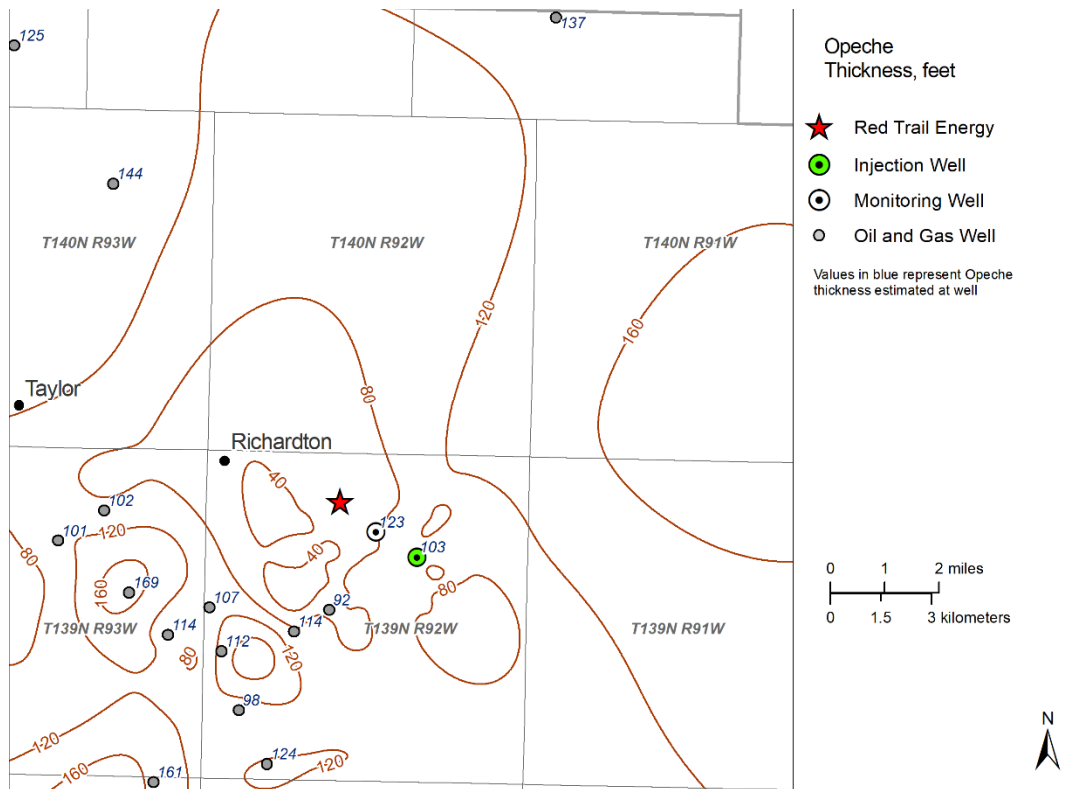 125
137
144
T140N R93W
T140N R92W
T140N R91W
120
160
80
Taylor
Richardton
40
102
123
101
120
103
80
40
169
160
80
107
92
114
114
T139N R93W
T139N R92W
T139N R91W
112
80
120
98
120
124
120
160
161
Opeche
Thickness, feet
Red Trail Energy
Injection Well
Monitoring Well
Oil and Gas Well
Values in blue represent Opeche
thickness estimated at well
0 1 2 miles
0 1.5 3 kilometers
N